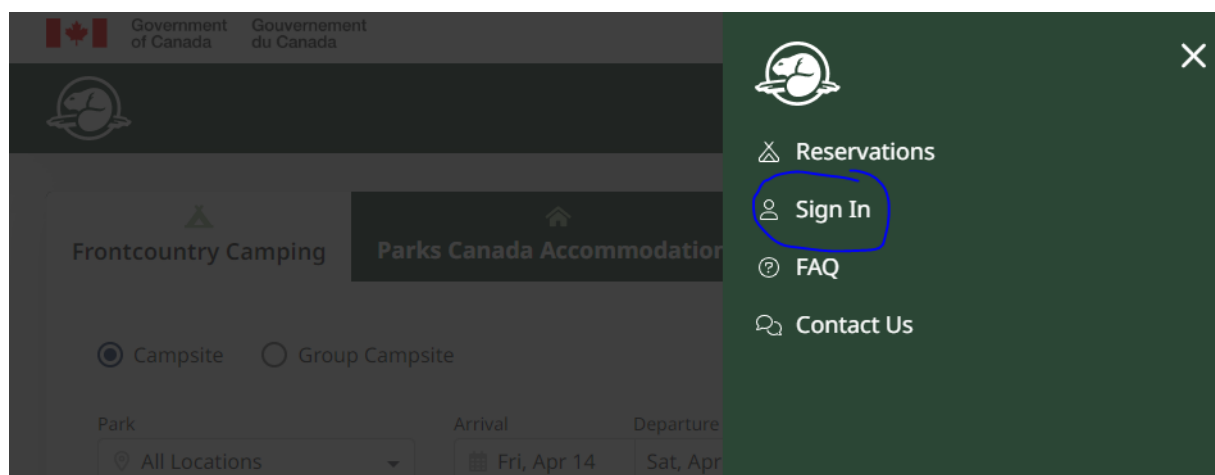 Government of Canada
Gouvernement du Canada
Reservations
Sign In
FAQ
Contact Us
Frontcountry Camping
Parks Canada Accommodation
Campsite
Group Campsite
Park
Arrival
Departure
All Locations
Fri, Apr 14
Sat, Apr